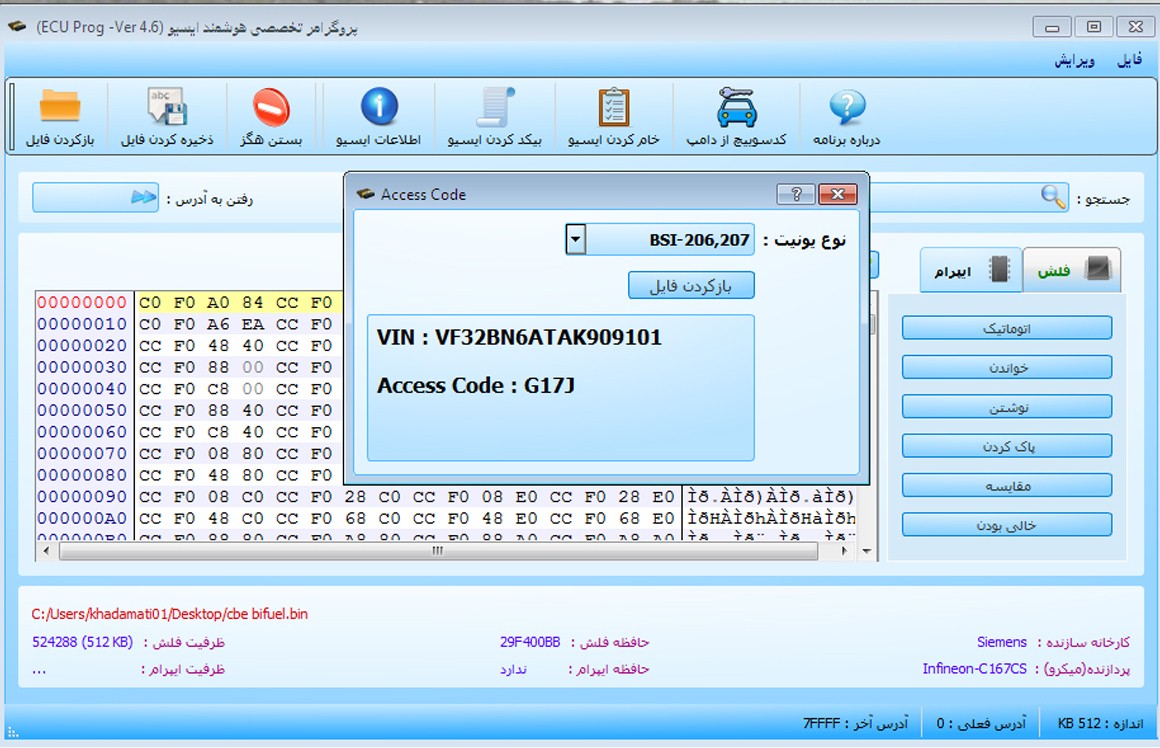 پروگرامر تخصصی هوشمند ایسیو (ECU Prog -Ver 4.6)
فایل ویرایش
بازکردن فایل
ذخیره کردن فایل
بستن هگز
اطلاعات ایسیو
بیکد کردن ایسیو
خام کردن ایسیو
کدسوییچ از دامپ
درباره برنامه
abc
جستجو :
رفتن به آدرس :
Access Code
نوع یونیت :
BSI-206,207
بازکردن فایل
VIN : VF32BN6ATAK909101
Access Code : G17J
فلش
ایپرام
اتوماتیک
خواندن
نوشتن
پاک کردن
مقایسه
خالی بودن
00000000 C0 F0 A0 84 CC F0
00000010 C0 F0 A6 EA CC F0
00000020 CC F0 48 40 CC F0
00000030 CC F0 88 00 CC F0
00000040 CC F0 C8 00 CC F0
00000050 CC F0 88 40 CC F0
00000060 CC F0 C8 40 CC F0
00000070 CC F0 08 80 CC F0
00000080 CC F0 48 80 CC F0
00000090 CC F0 08 C0 CC F0 28 C0 CC F0 08 E0 CC F0 28 E0 Ìð.ÀÌð)ÀÌð.àÌð)
000000A0 CC F0 48 C0 CC F0 68 C0 CC F0 48 E0 CC F0 68 E0 ÌðHÀÌðhÀÌðHàÌðh
C:/Users/khadamati01/Desktop/cbe bifuel.bin
کارخانه سازنده : Siemens
حافظه فلش : 29F400BB
ظرفیت فلش : 524288 (512 KB)
پردازنده(میکرو) : Infineon-C167CS
حافظه ایپرام : ندارد
ظرفیت ایپرام : ...
اندازه : 512 KB
آدرس فعلی : 0
آدرس آخر : 7FFFF